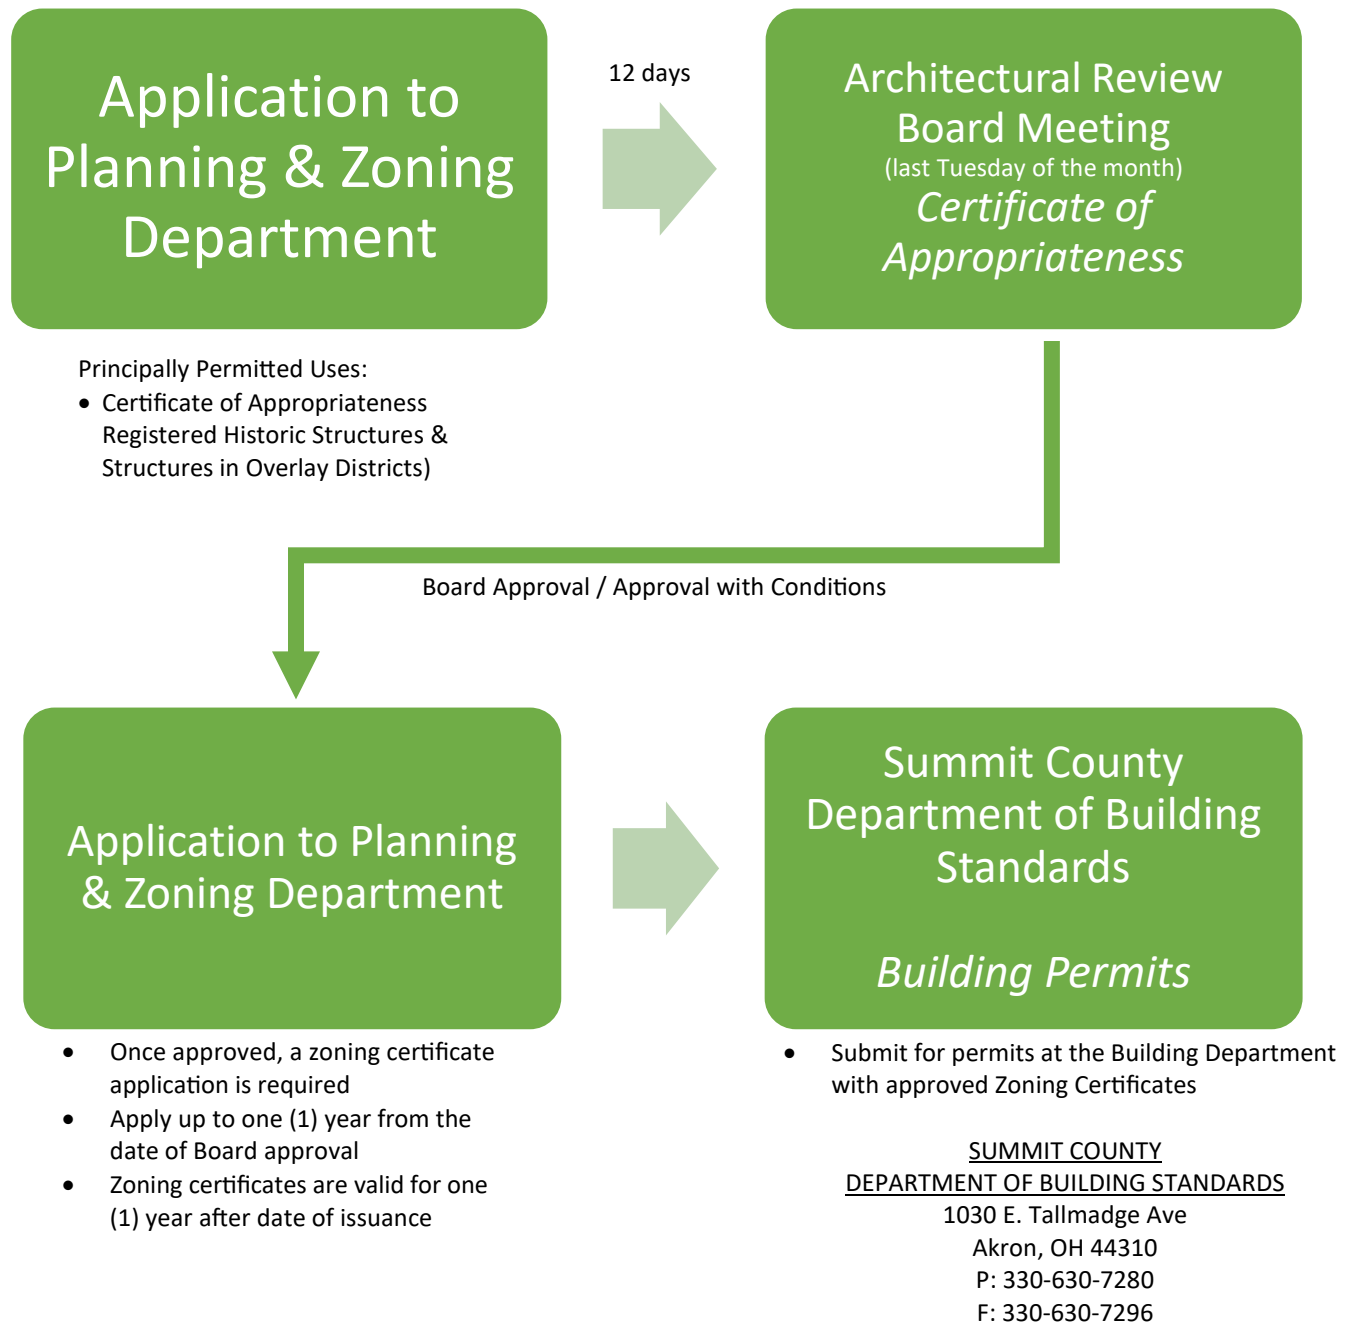 Application to
Planning & Zoning
Department
12 days
Architectural Review
Board Meeting
(last Tuesday of the month)
Certificate of
Appropriateness
Principally Permitted Uses:
• Certificate of Appropriateness
Registered Historic Structures &
Structures in Overlay Districts)
Board Approval / Approval with Conditions
Application to Planning
& Zoning Department
Summit County
Department of Building
Standards
Building Permits
• Once approved, a zoning certificate
application is required
• Apply up to one (1) year from the
date of Board approval
• Zoning certificates are valid for one
(1) year after date of issuance
• Submit for permits at the Building Department
with approved Zoning Certificates
SUMMIT COUNTY
DEPARTMENT OF BUILDING STANDARDS
1030 E. Tallmadge Ave
Akron, OH 44310
P: 330-630-7280
F: 330-630-7296